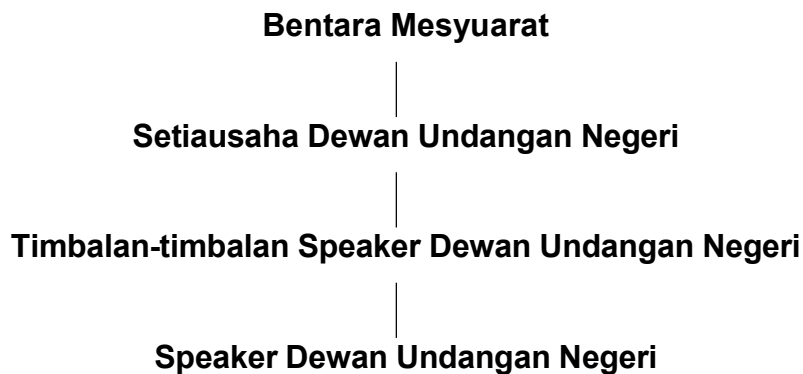 Bentara Mesyuarat
Setiausaha Dewan Undangan Negeri
Timbalan-timbalan Speaker Dewan Undangan Negeri
Speaker Dewan Undangan Negeri